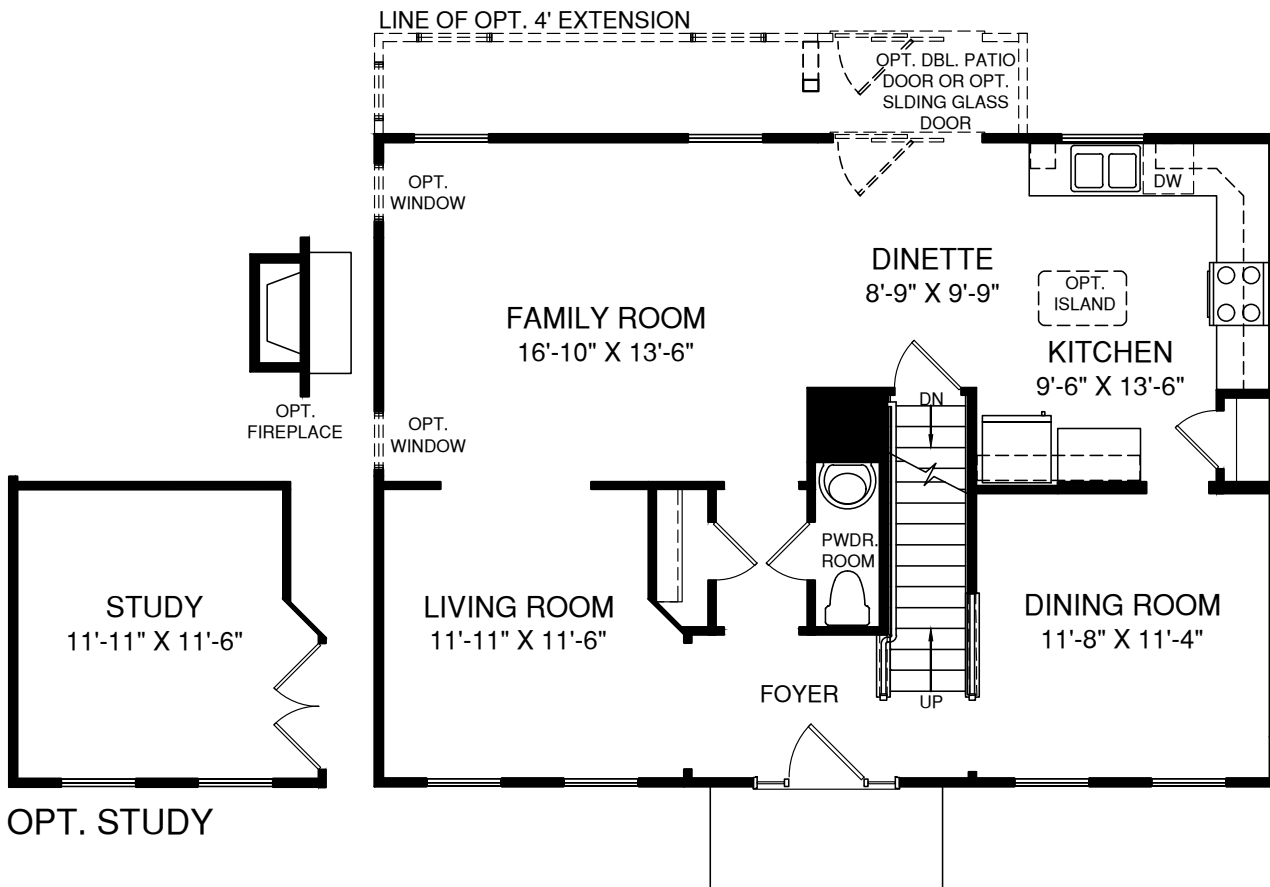 LINE OF OPT. 4' EXTENSION
OPT. DBL. PATIO
DOOR OR OPT.
SLDING GLASS
DOOR
OPT.
WINDOW
DW
DINETTE
8'-9" X 9'-9"
OPT.
ISLAND
FAMILY ROOM
16'-10" X 13'-6"
KITCHEN
9'-6" X 13'-6"
OPT.
FIREPLACE
OPT.
WINDOW
DN
PWDR.
ROOM
STUDY
11'-11" X 11'-6"
LIVING ROOM
11'-11" X 11'-6"
DINING ROOM
11'-8" X 11'-4"
FOYER
UP
OPT. STUDY